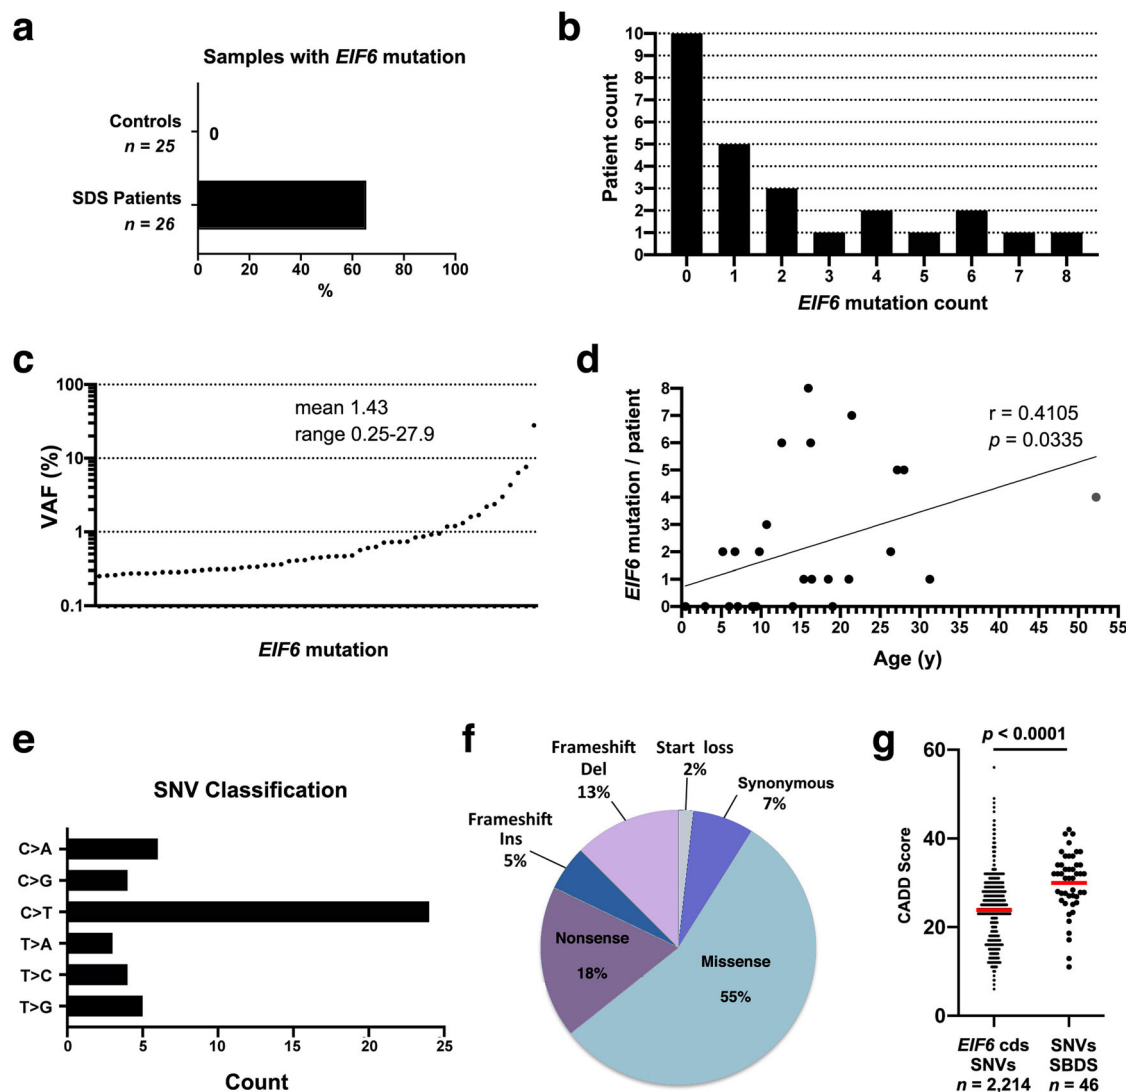 a
Samples with EIF6 mutation
Controls
n = 25
0
SDS Patients
n = 26
0 20 40 60 80 100
%
b
Patient count
10
9
8
7
6
5
4
3
2
1
0
0 1 2 3 4 5 6 7 8
EIF6 mutation count
c
VAF (%)
100
10
1
0.1
mean 1.43
range 0.25-27.9
EIF6 mutation
d
EIF6 mutation / patient
8
7
6
5
4
3
2
1
0
r = 0.4105
p = 0.0335
0 5 10 15 20 25 30 35 40 45 50 55
Age (y)
e
SNV Classification
C>A
C>G
C>T
T>A
T>C
T>G
0 5 10 15 20 25
Count
f
Frameshift
Del
13%
Start loss
2%
Synonymous
7%
Frameshift
Ins
5%
Nonsense
18%
Missense
55%
g
p < 0.0001
CADD Score
60
40
20
0
EIF6 cds
SNVs
n = 2,214
SNVs
SBDS
n = 46